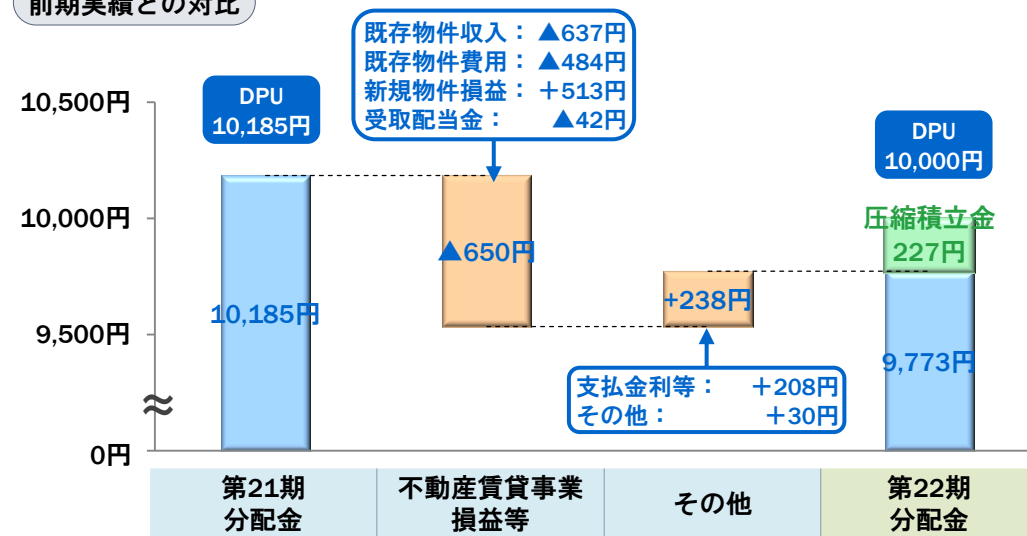 前期実績との対比
既存物件収入： ▲637円
既存物件費用： ▲484円
新規物件損益： ＋513円
受取配当金： ▲42円
10,500円
10,000円
9,500円
0円
≈
DPU
10,185円
10,185円
▲650円
+238円
支払金利等： ＋208円
その他： ＋30円
DPU
10,000円
圧縮積立金
227円
9,773円
第21期
分配金
不動産賃貸事業
損益等
その他
第22期
分配金